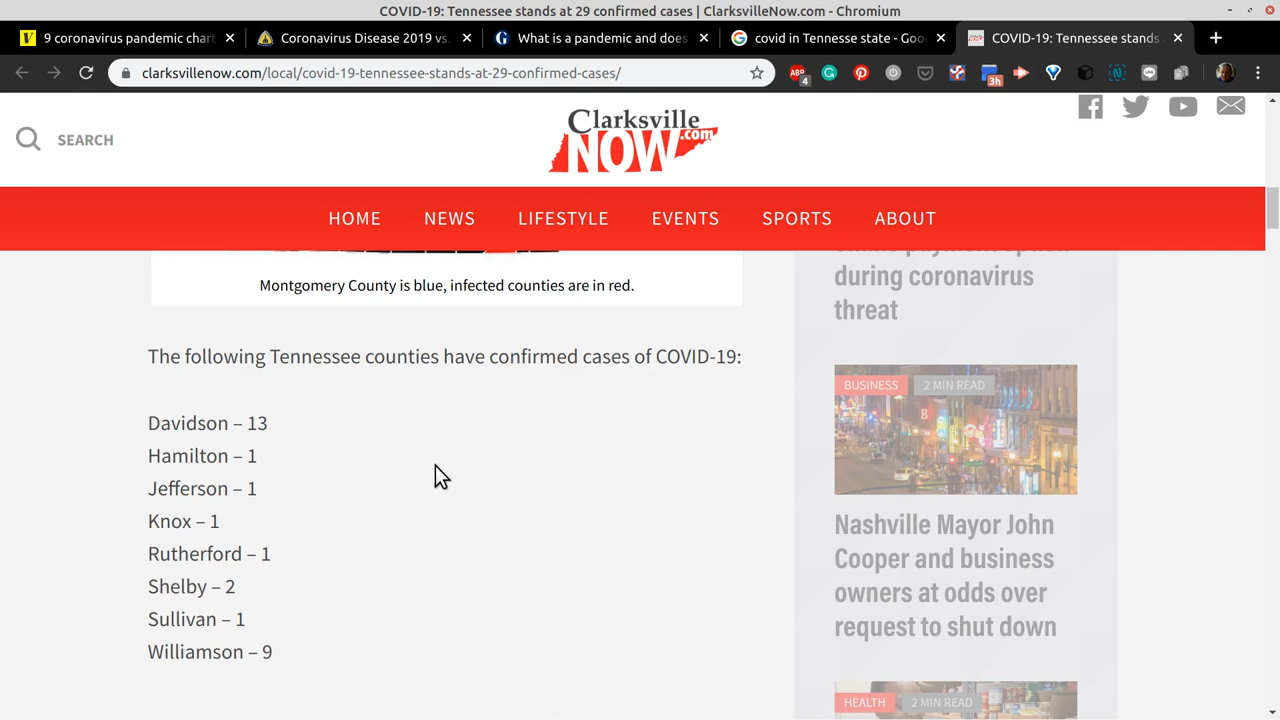 COVID-19: Tennessee stands at 29 confirmed cases | ClarksvilleNow.com - Chromium
9 coronavirus pandemic chart
Coronavirus Disease 2019 vs.
What is a pandemic and does
covid in Tennessee state - Goo
COVID-19: Tennessee stands
clarksvillenow.com/local/covid-19-tennessee-stands-at-29-confirmed-cases/
ABP
4
3h
SEARCH
Clarksville
NOW.com
HOME
NEWS
LIFESTYLE
EVENTS
SPORTS
ABOUT
Montgomery County is blue, infected counties are in red.
The following Tennessee counties have confirmed cases of COVID-19:
Davidson – 13
Hamilton – 1
Jefferson – 1
Knox – 1
Rutherford – 1
Shelby – 2
Sullivan – 1
Williamson – 9
during coronavirus
threat
BUSINESS
2 MIN READ
Nashville Mayor John
Cooper and business
owners at odds over
request to shut down
HEALTH
2 MIN READ